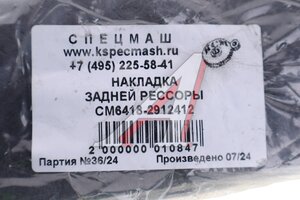 СПЕЦМАШ
www.kspecmash.ru
+7 (495) 225-58-41
НАКЛАДКА
ЗАДНЕЙ РЕССОРЫ
СМ6413-2912412
2 000000 010847
Партия №36/24 Произведено 07/24